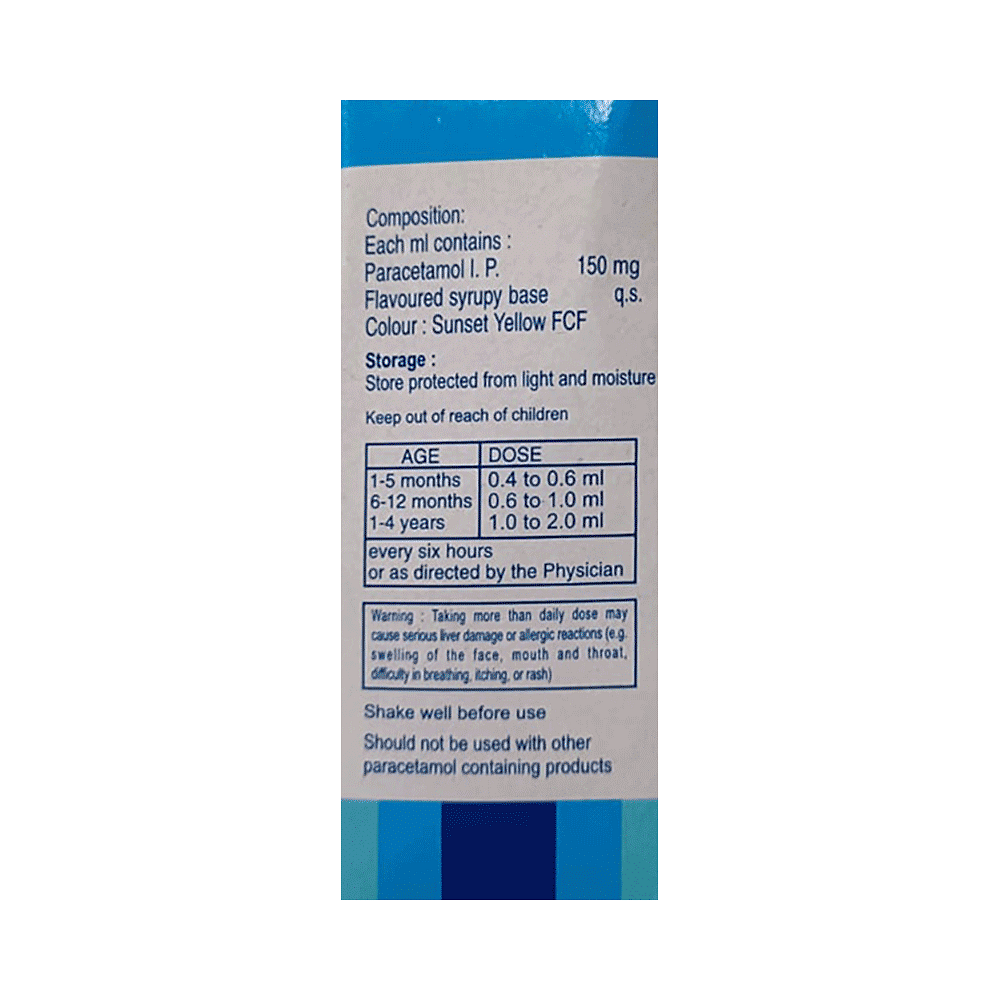 Composition:
Each ml contains :
Paracetamol I. P. 150 mg
Flavoured syrupy base q.s.
Colour : Sunset Yellow FCF
Storage :
Store protected from light and moisture
Keep out of reach of children
AGE DOSE
1-5 months 0.4 to 0.6 ml
6-12 months 0.6 to 1.0 ml
1-4 years 1.0 to 2.0 ml
every six hours
or as directed by the Physician
Warning : Taking more than daily dose may
cause serious liver damage or allergic reactions (e.g.
swelling of the face, mouth and throat,
difficulty in breathing, itching, or rash)
Shake well before use
Should not be used with other
paracetamol containing products